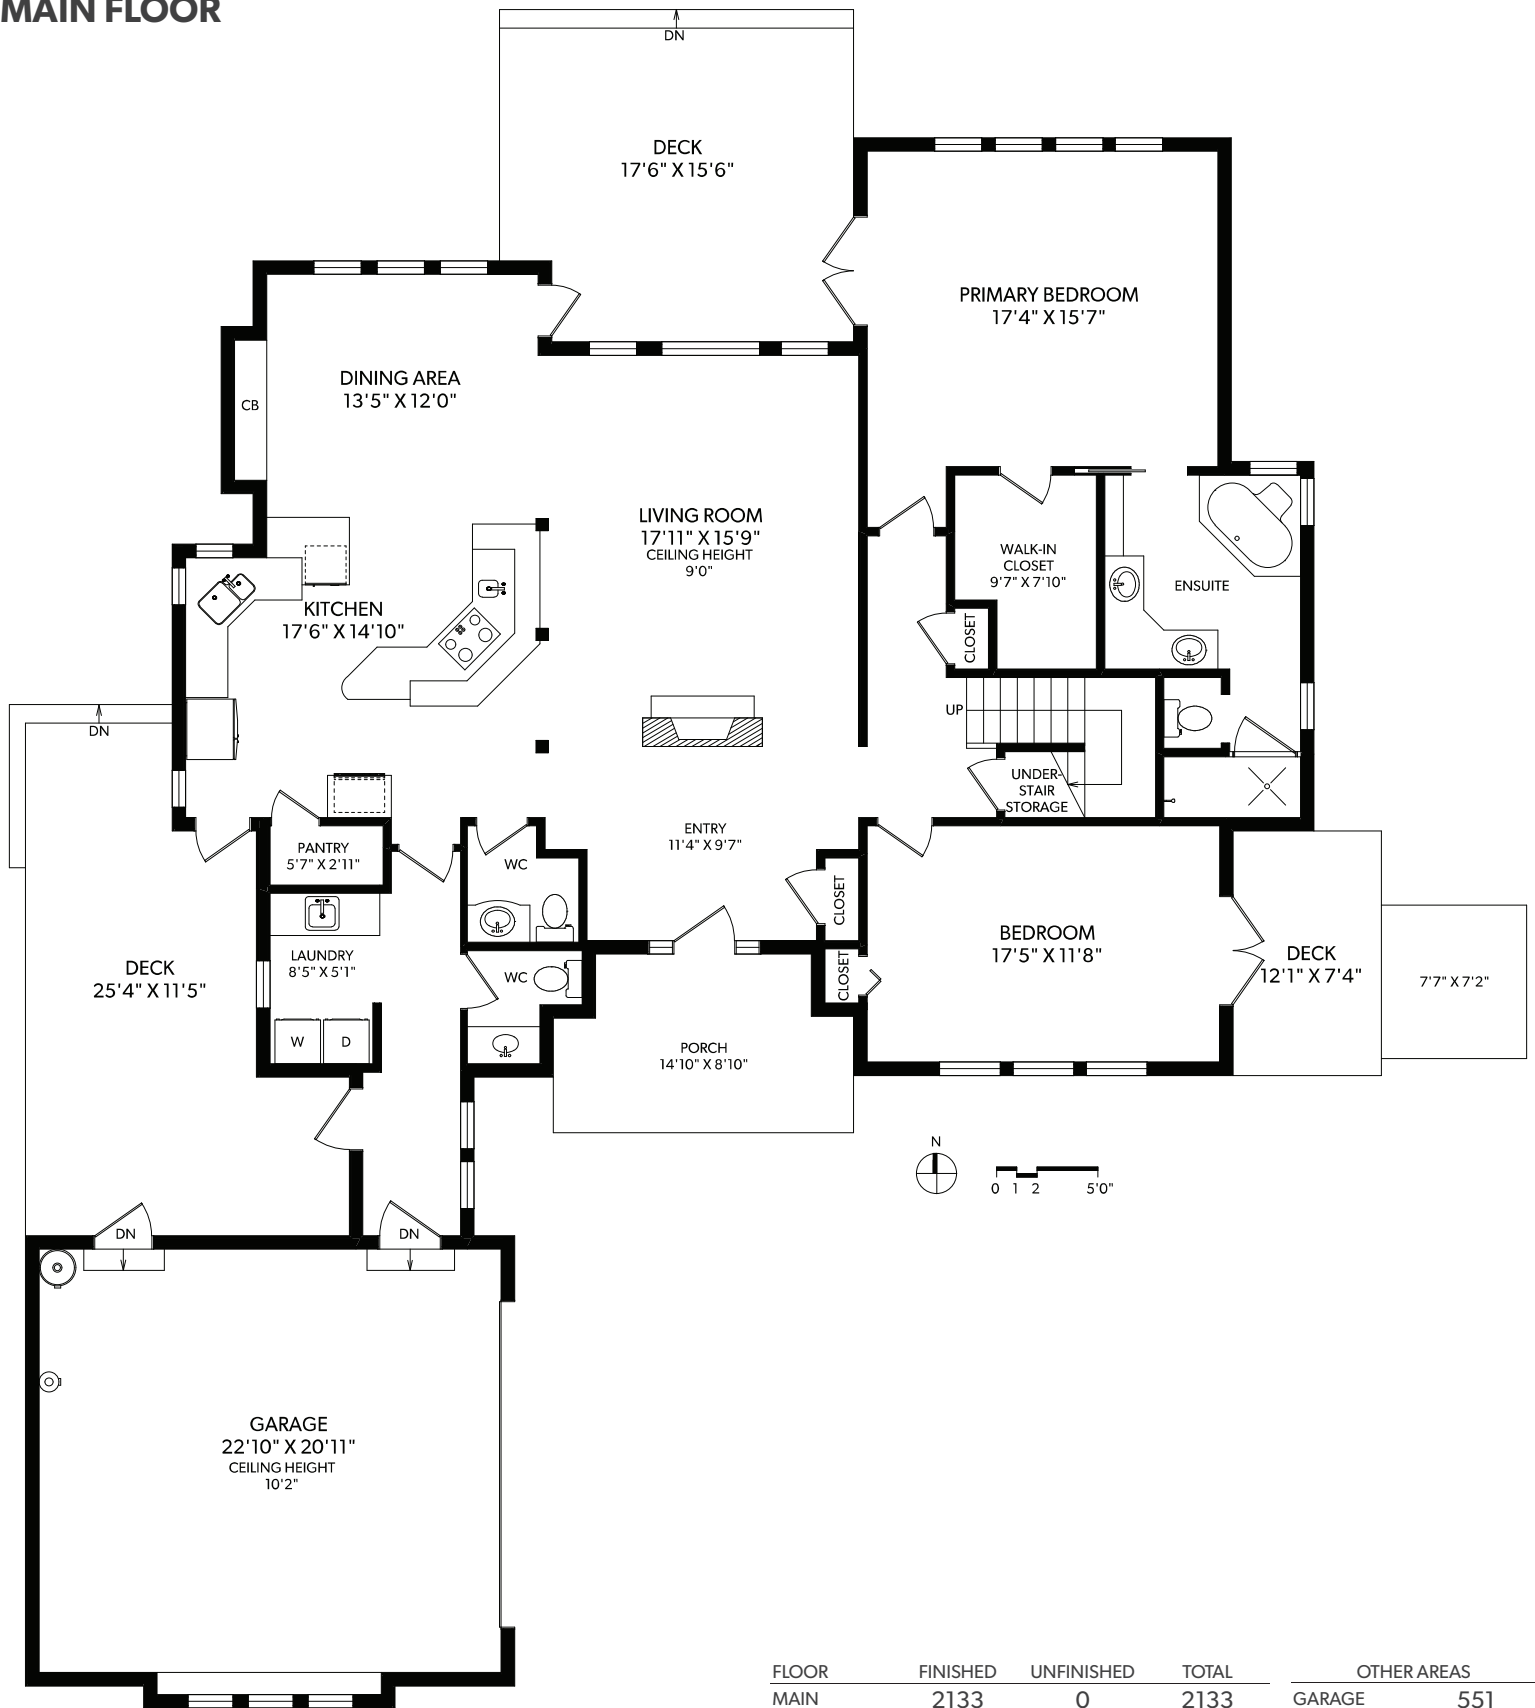 MAIN FLOOR
DN
DECK
17'6" X 15'6"
PRIMARY BEDROOM
17'4" X 15'7"
DINING AREA
13'5" X 12'0"
CB
LIVING ROOM
17'11" X 15'9"
CEILING HEIGHT
9'0"
WALK-IN
CLOSET
9'7" X 7'10"
ENSUITE
KITCHEN
17'6" X 14'10"
CLOSET
UP
DN
UNDER-
STAIR
STORAGE
ENTRY
11'4" X 9'7"
PANTRY
5'7" X 2'11"
WC
CLOSET
BEDROOM
17'5" X 11'8"
DECK
12'1" X 7'4"
7'7" X 7'2"
LAUNDRY
8'5" X 5'1"
DECK
25'4" X 11'5"
WC
CLOSET
W
D
PORCH
14'10" X 8'10"
N
0 1 2 5'0"
DN
DN
GARAGE
22'10" X 20'11"
CEILING HEIGHT
10'2"
FLOOR FINISHED UNFINISHED TOTAL OTHER AREAS
MAIN 2133 0 2133 GARAGE 551